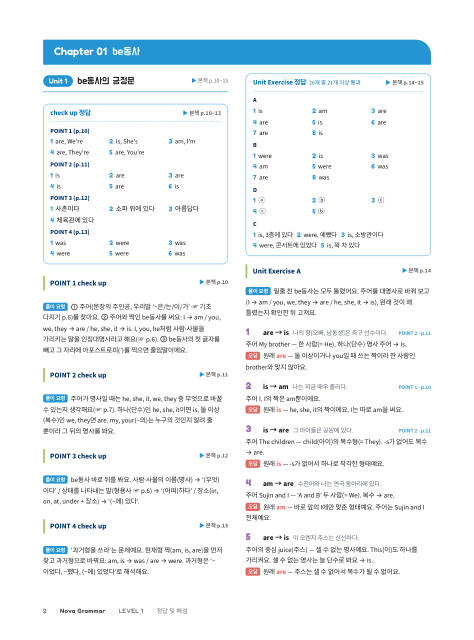 Chapter 01 be동사
Unit 1 be동사의 긍정문 ▶ 본책 p.10~15
check up 정답 ▶ 본책 p.10~13
POINT 1 (p.10)
1 are, We're 2 is, She's 3 am, I'm
4 are, They're 5 are, You're
POINT 2 (p.11)
1 is 2 are 3 are
4 is 5 are 6 is
POINT 3 (p.12)
1 사촌이다 2 소파 위에 있다 3 아름답다
4 체육관에 있다
POINT 4 (p.13)
1 was 2 were 3 was
4 were 5 were 6 was
POINT 1 check up ▶ 본책 p.10
풀이 요령 ① 주어(문장의 주인공, 우리말 '~은/는/이/가' ☞ 기초
다지기 p.6)를 찾아요. ② 주어와 짝인 be동사를 써요: I → am / you,
we, they → are / he, she, it → is. I, you, he처럼 사람·사물을
가리키는 말을 인칭대명사라고 해요(☞ p.6). ③ be동사의 첫 글자를
빼고 그 자리에 아포스트로피(')를 찍으면 줄임말이에요.
POINT 2 check up ▶ 본책 p.11
풀이 요령 주어가 명사일 때는 he, she, it, we, they 중 무엇으로 바꿀
수 있는지 생각해요(☞ p.7). 하나(단수)인 he, she, it이면 is, 둘 이상
(복수)인 we, they면 are. my, your(~의)는 누구의 것인지 알려 줄
뿐이라 그 뒤의 명사를 봐요.
POINT 3 check up ▶ 본책 p.12
풀이 요령 be동사 바로 뒤를 봐요. 사람·사물의 이름(명사) → '(무엇)
이다' / 상태를 나타내는 말(형용사 ☞ p.6) → '(어떠)하다' / 장소(in,
on, at, under + 장소) → '(~에) 있다'.
POINT 4 check up ▶ 본책 p.13
풀이 요령 '과거형을 쓰라'는 문제예요. 현재형 짝(am, is, are)을 먼저
찾고 과거형으로 바꿔요: am, is → was / are → were. 과거형은 '~
이었다, ~했다, (~에) 있었다'로 해석해요.
Unit Exercise 정답 26개 중 21개 이상 통과 ▶ 본책 p.14~15
A
1 is 2 am 3 are
4 are 5 is 6 are
7 are 8 is
B
1 were 2 is 3 was
4 am 5 were 6 was
7 are 8 was
D
1 ⓐ 2 ⓑ 3 ⓒ
4 ⓒ 5 ⓑ
C
1 is, 3층에 있다 2 were, 예뻤다 3 is, 소방관이다
4 were, 콘서트에 있었다 5 is, 꽉 차 있다
Unit Exercise A ▶ 본책 p.14
풀이 요령 밑줄 친 be동사는 모두 틀렸어요. 주어를 대명사로 바꿔 보고
(I → am / you, we, they → are / he, she, it → is), 원래 것이 왜
틀렸는지 확인한 뒤 고쳐요.
1 are → is 나의 형(오빠, 남동생)은 축구 선수이다. POINT 2 · p.11
주어 My brother — 한 사람(= He), 하나(단수) 명사 주어 → is.
오답 원래 are — 둘 이상이거나 you일 때 쓰는 짝이라 한 사람인
brother와 맞지 않아요.
2 is → am 나는 지금 배우 졸리다. POINT 1 · p.10
주어 I. I의 짝은 am뿐이에요.
오답 원래 is — he, she, it의 짝이에요. I는 따로 am을 써요.
3 is → are 그 아이들은 공원에 있다. POINT 2 · p.11
주어 The children — child(아이)의 복수형(= They). -s가 없어도 복수
→ are.
오답 원래 is — -s가 없어서 하나로 착각한 형태예요.
4 am → are 수진이와 나는 연극 동아리에 있다.
주어 Sujin and I — 'A and B' 두 사람(= We), 복수 → are.
오답 원래 am — 바로 앞의 I에만 맞춘 형태예요. 주어는 Sujin and I
전체예요.
5 are → is 이 오렌지 주스는 신선하다.
주어의 중심 juice(주스) — 셀 수 없는 명사예요. This(이)도 하나를
가리켜요. 셀 수 없는 명사는 늘 단수로 봐요 → is.
오답 원래 are — 주스는 셀 수 없어서 복수가 될 수 없어요.
2 Nova Grammar LEVEL 1 정답 및 해설